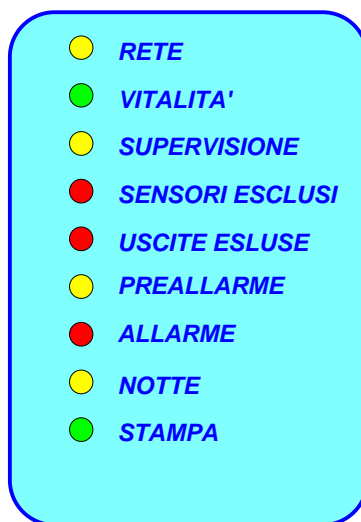 RETE
VITALITA'
SUPERVISIONE
SENSORI ESCLUSI
USCITE ESLUSE
PREALLARME
ALLARME
NOTTE
STAMPA